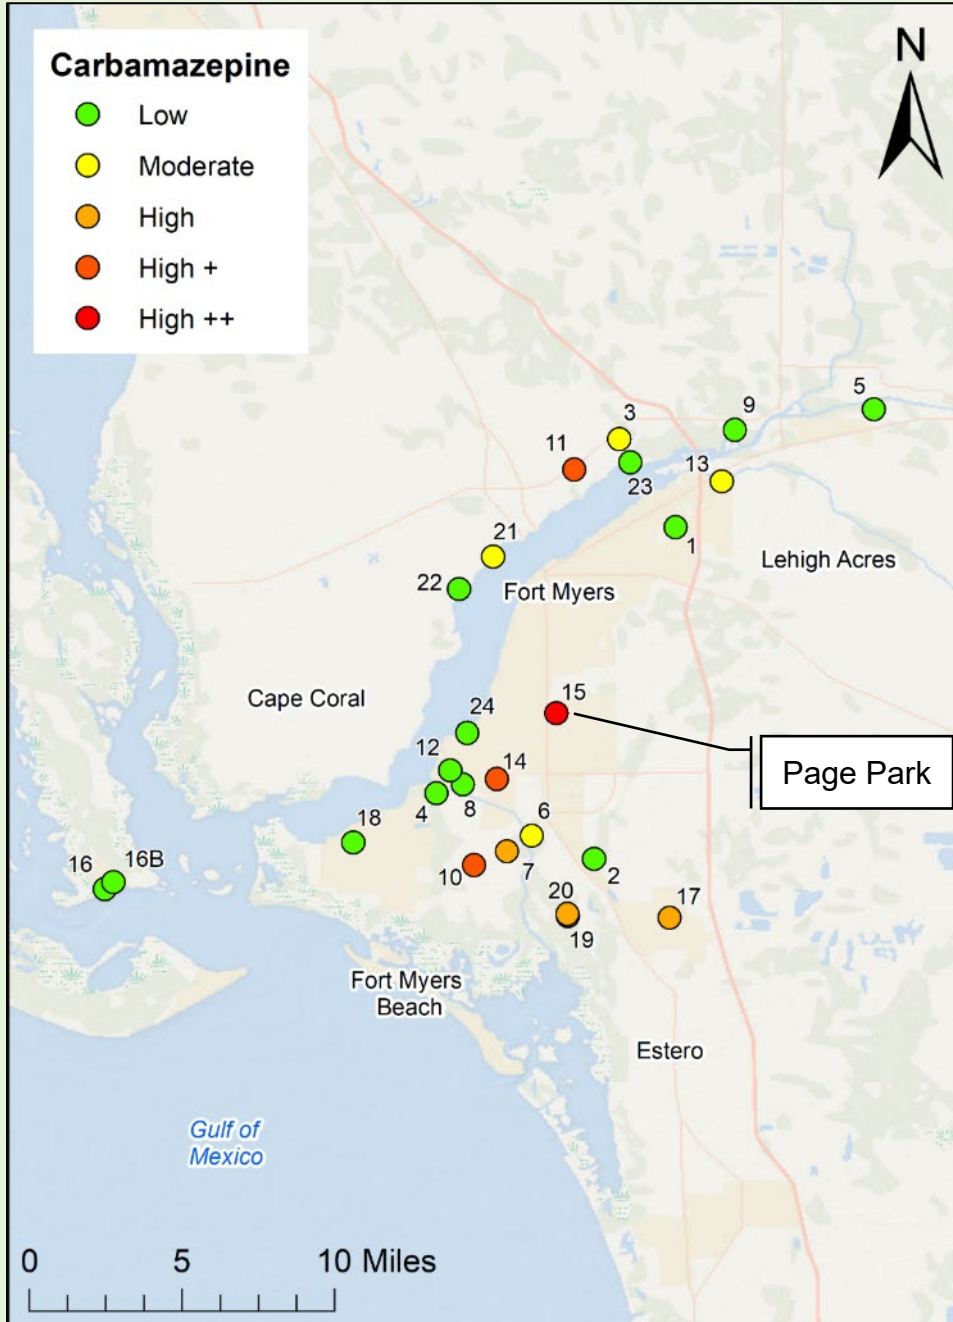 Carbamazepine
Low
Moderate
High
High +
High ++
N
5
9
3
11
23
13
1
21
Lehigh Acres
22
Fort Myers
Cape Coral
15
24
12
14
Page Park
4
8
18
6
16
16B
10
7
2
20
17
19
Fort Myers
Beach
Estero
Gulf of
Mexico
0
5
10 Miles